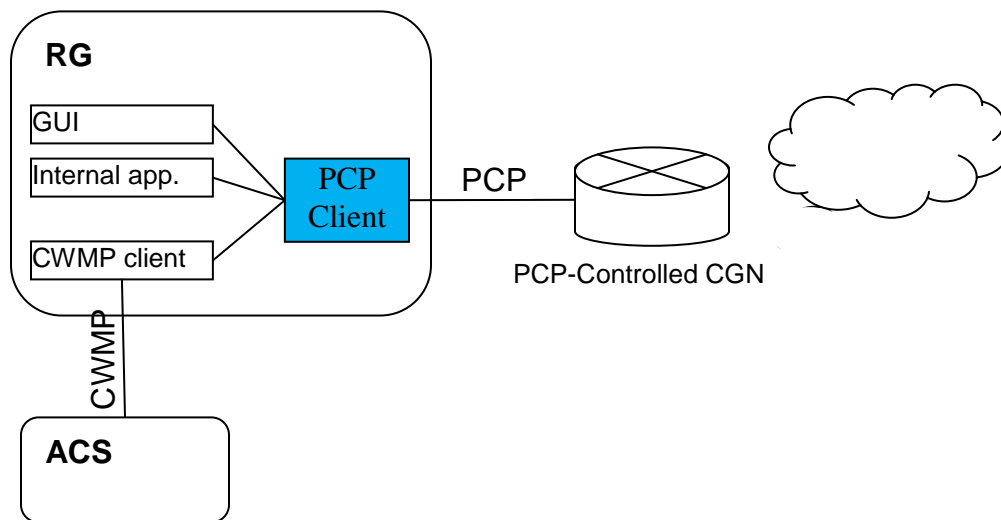 RG
GUI
Internal app.
CWMP client
PCP
Client
PCP
PCP-Controlled CGN
CWMP
ACS